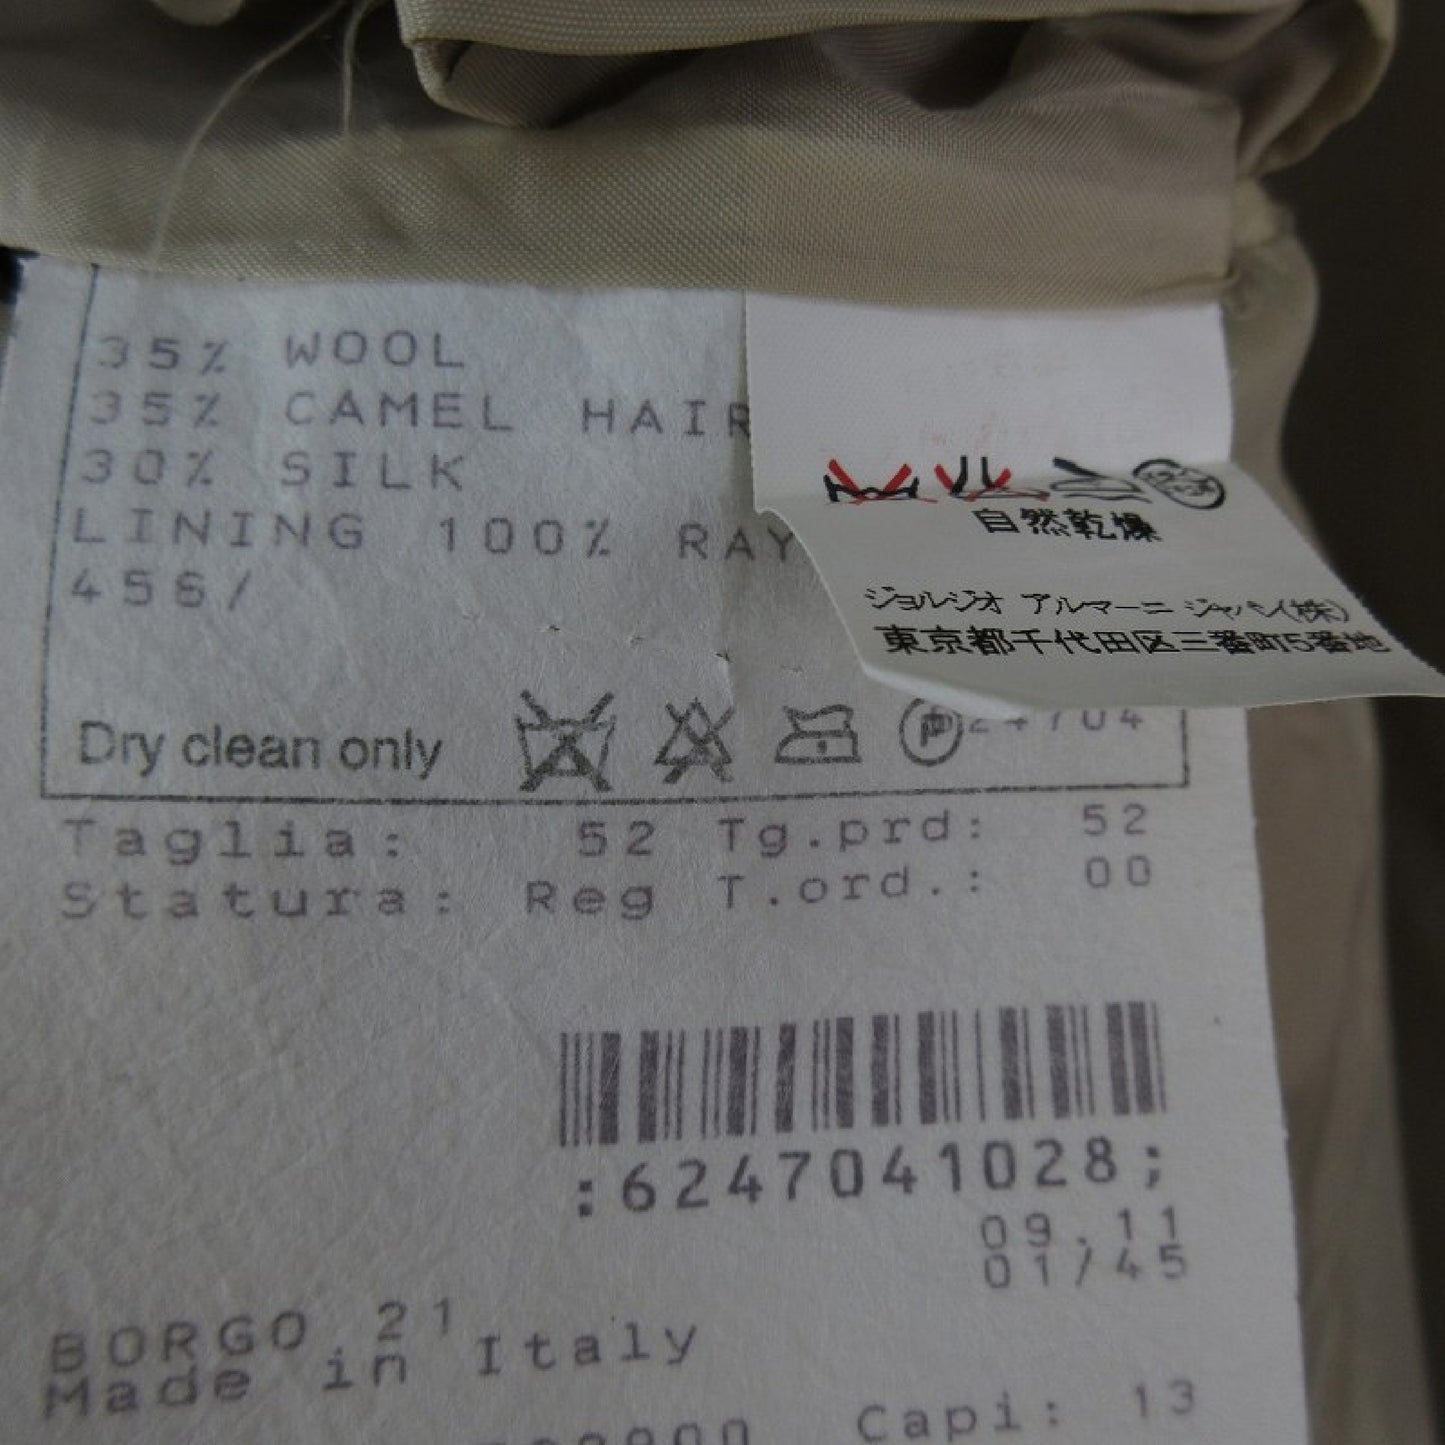 35% WOOL
35% CAMEL HAIR
30% SILK
LINING 100% RAY
456/
自然乾燥
ジョルジオ アルマーニ ジャパン(株)
東京都千代田区三番町5番地
Dry clean only P 24704
Taglia: 52 Tg.prd: 52
Statura: Reg T.ord.: 00
:6247041028;
09.11
01/45
BORGO 21
Made in Italy
Capi: 13